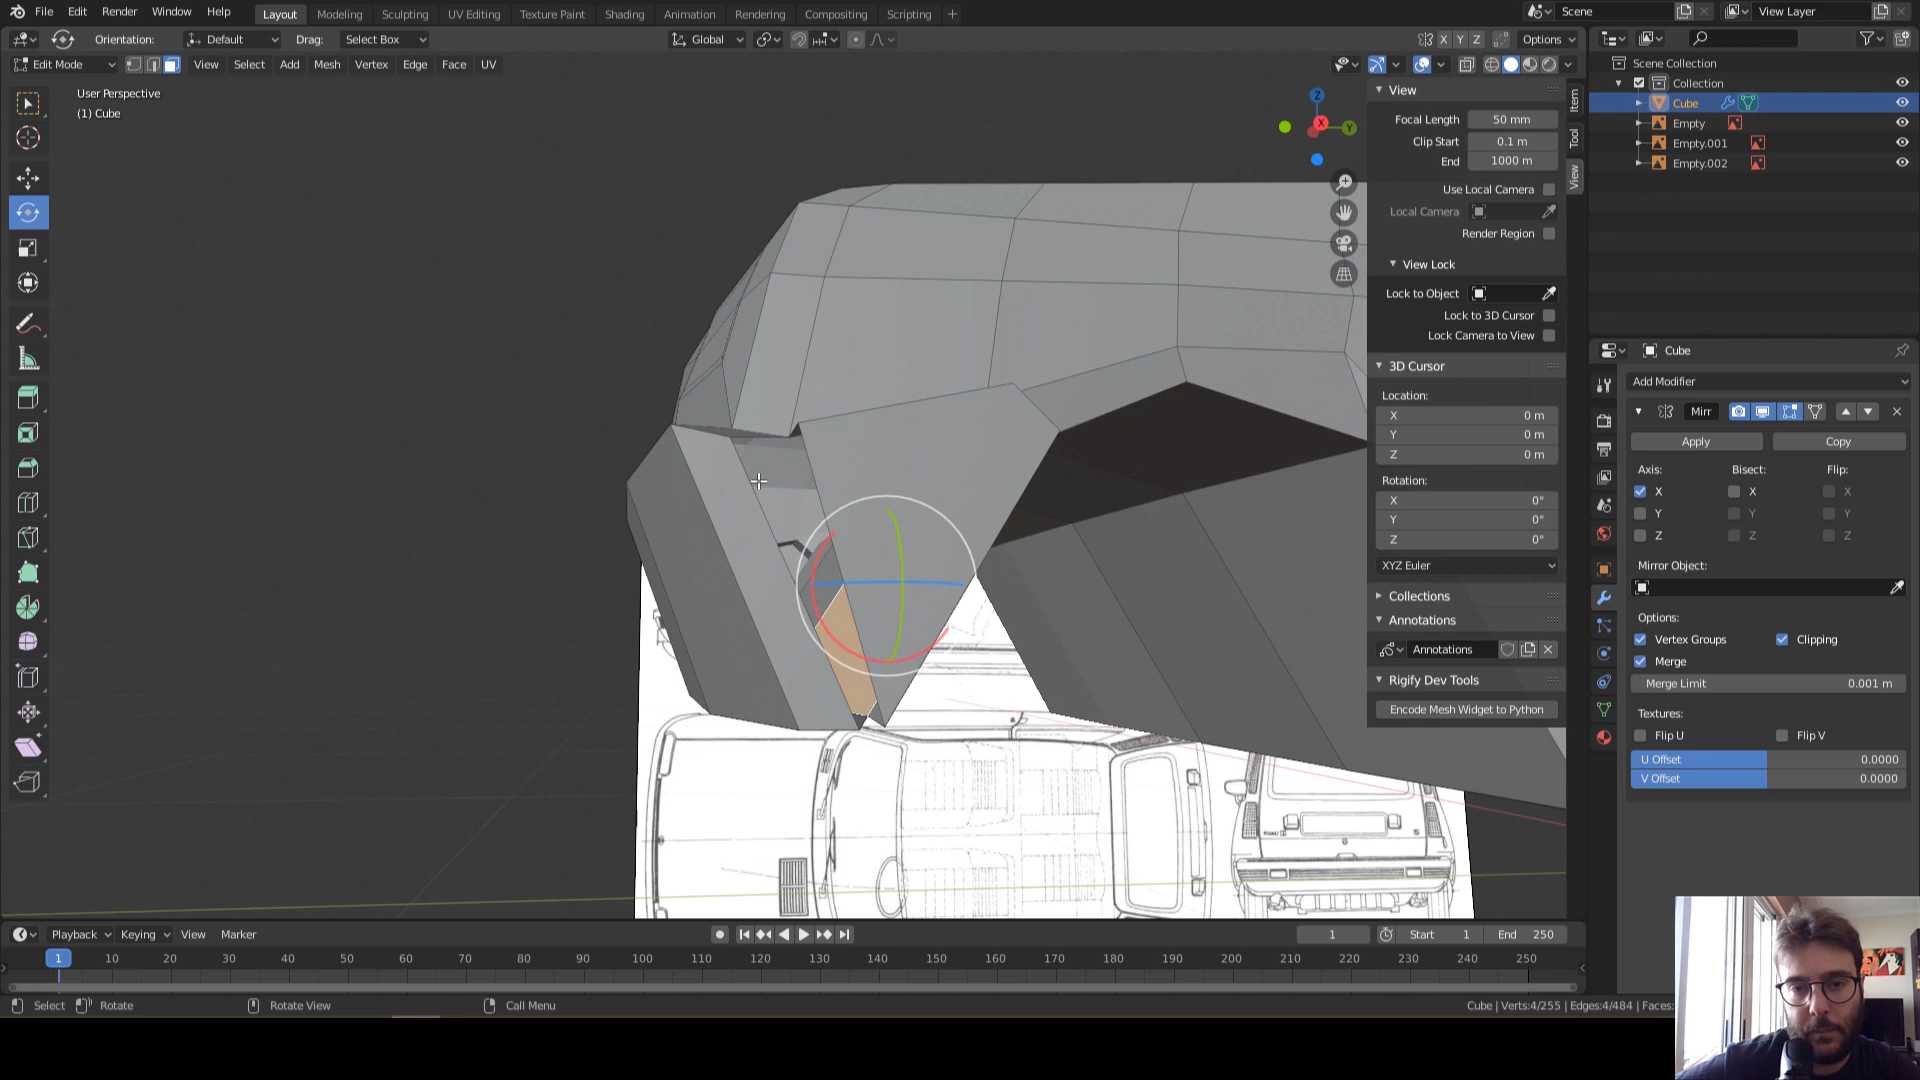 File Edit Render Window Help Layout Modeling Sculpting UV Editing Texture Paint Shading Animation Rendering Compositing Scripting + Scene View Layer
Orientation: Default Drag: Select Box Global X Y Z Options
Edit Mode View Select Add Mesh Vertex Edge Face UV
User Perspective
(1) Cube
Z
X
Y
View
Focal Length 50 mm
Clip Start 0.1 m
End 1000 m
Use Local Camera
Local Camera
Render Region
View Lock
Lock to Object
Lock to 3D Cursor
Lock Camera to View
3D Cursor
Location:
X 0 m
Y 0 m
Z 0 m
Rotation:
X 0°
Y 0°
Z 0°
XYZ Euler
Collections
Annotations
Annotations
Rigify Dev Tools
Encode Mesh Widget to Python
Item
Tool
View
Scene Collection
Collection
Cube
Empty
Empty.001
Empty.002
Cube
Add Modifier
Mirr
Apply Copy
Axis: Bisect: Flip:
X X X
Y Y Y
Z Z Z
Mirror Object:
Options:
Vertex Groups Clipping
Merge
Merge Limit 0.001 m
Textures:
Flip U Flip V
U Offset 0.0000
V Offset 0.0000
Playback Keying View Marker 1 Start 1 End 250
1 10 20 30 40 50 60 70 80 90 100 110 120 130 140 150 160 170 180 190 200 210 220 230 240 250
Select Rotate Rotate View Call Menu Cube | Verts:4/255 | Edges:4/484 | Faces: